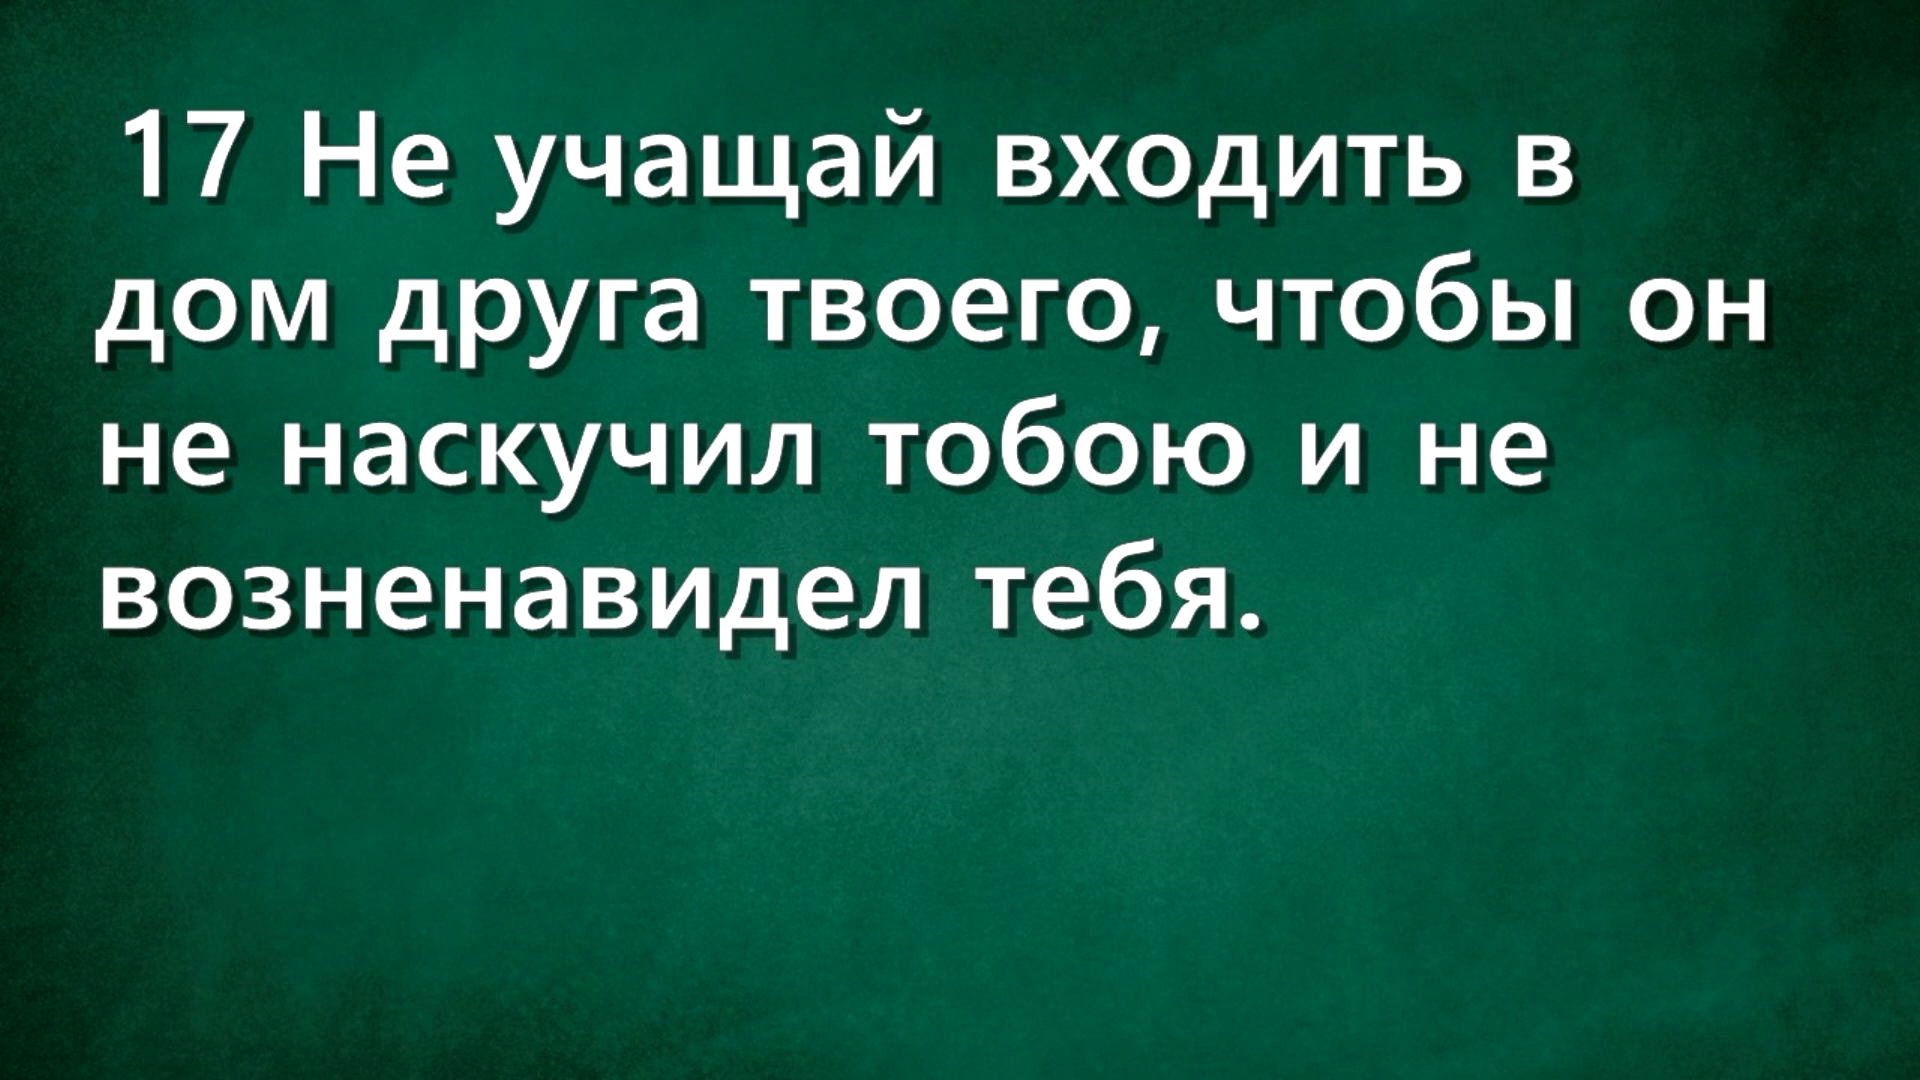 17 Не учащай входить в
дом друга твоего, чтобы он
не наскучил тобою и не
возненавидел тебя.